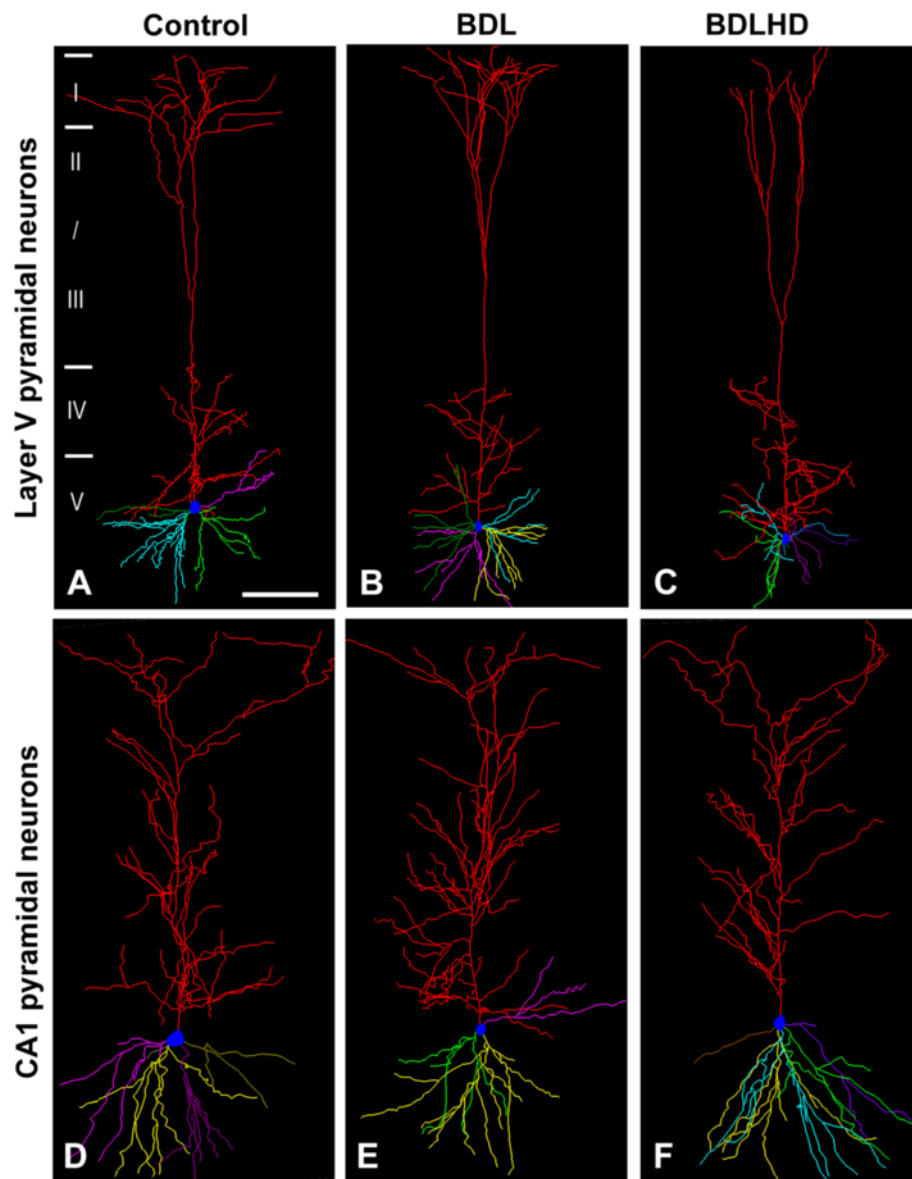 Control
BDL
BDLHD
Layer V pyramidal neurons
I
II
/
III
IV
V
A
B
C
CA1 pyramidal neurons
D
E
F